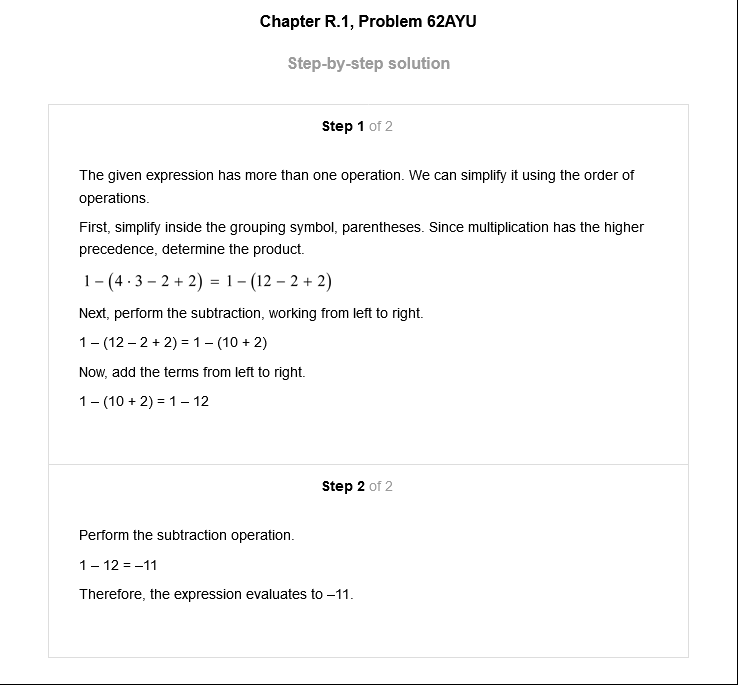 Chapter R.1, Problem 62AYU
Step-by-step solution
Step 1 of 2
The given expression has more than one operation. We can simplify it using the order of
operations.
First, simplify inside the grouping symbol, parentheses. Since multiplication has the higher
precedence, determine the product.
1 – (4 · 3 – 2 + 2) = 1 – (12 – 2 + 2)
Next, perform the subtraction, working from left to right.
1 – (12 – 2 + 2) = 1 – (10 + 2)
Now, add the terms from left to right.
1 – (10 + 2) = 1 – 12
Step 2 of 2
Perform the subtraction operation.
1 – 12 = –11
Therefore, the expression evaluates to –11.